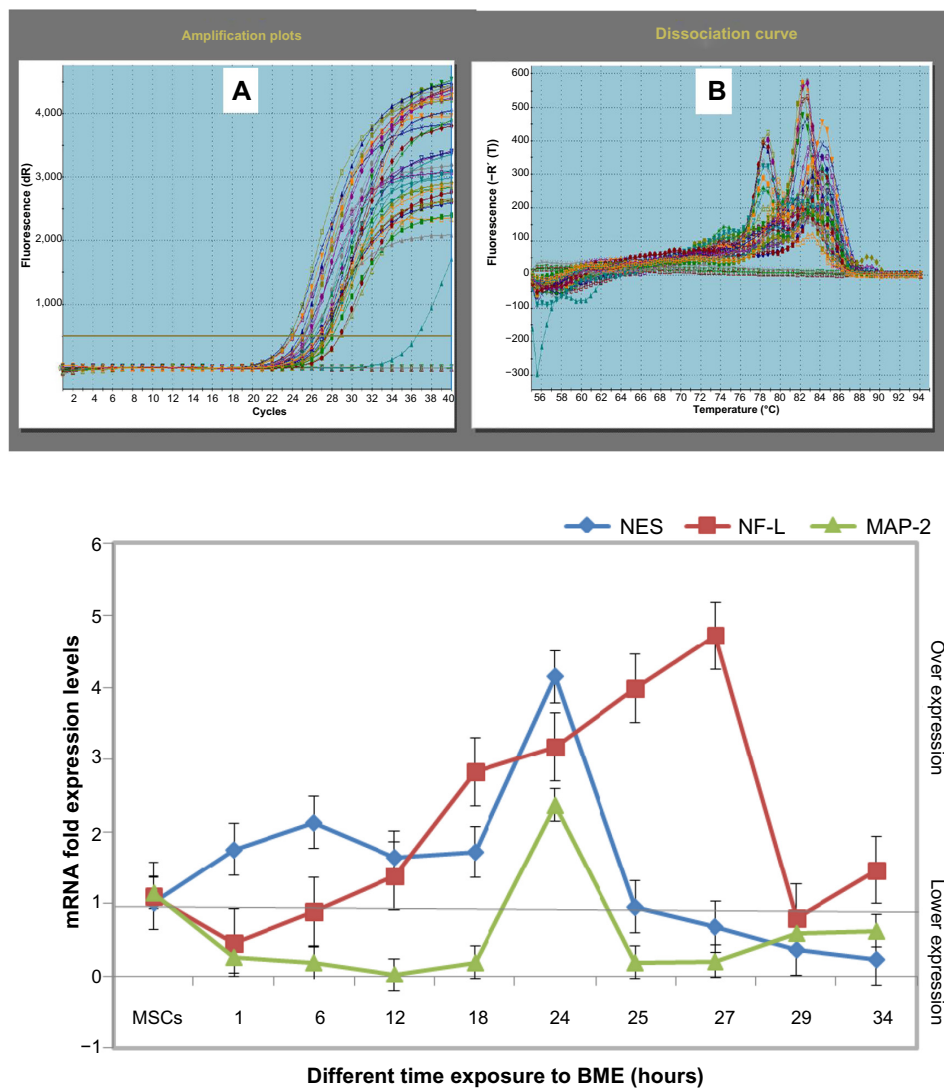 Amplification plots
Dissociation curve
A
B
Fluorescence (dR)
4,000
3,000
2,000
1,000
0
2 4 6 8 10 12 14 16 18 20 22 24 26 28 30 32 34 36 38 40
Cycles
Fluorescence (−R' (T))
600
500
400
300
200
100
0
−100
−200
−300
56 58 60 62 64 66 68 70 72 74 76 78 80 82 84 86 88 90 92 94
Temperature (°C)
NES NF-L MAP-2
mRNA fold expression levels
6
5
4
3
2
1
0
−1
MSCs 1 6 12 18 24 25 27 29 34
Different time exposure to BME (hours)
Over expression
Lower expression